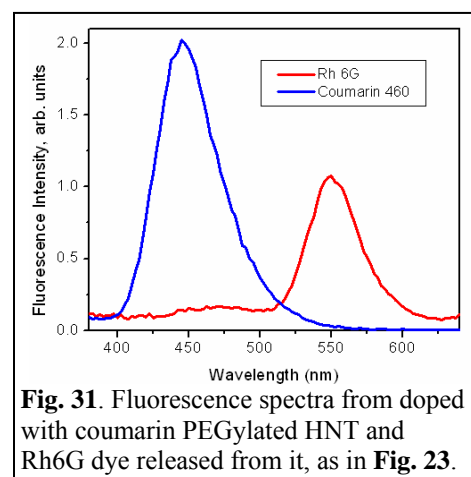 2.0
1.5
1.0
0.5
0.0
Fluorescence Intensity, arb. units
Rh 6G
Coumarin 460
400 450 500 550 600
Wavelength (nm)
Fig. 31. Fluorescence spectra from doped
with coumarin PEGylated HNT and
Rh6G dye released from it, as in Fig. 23.